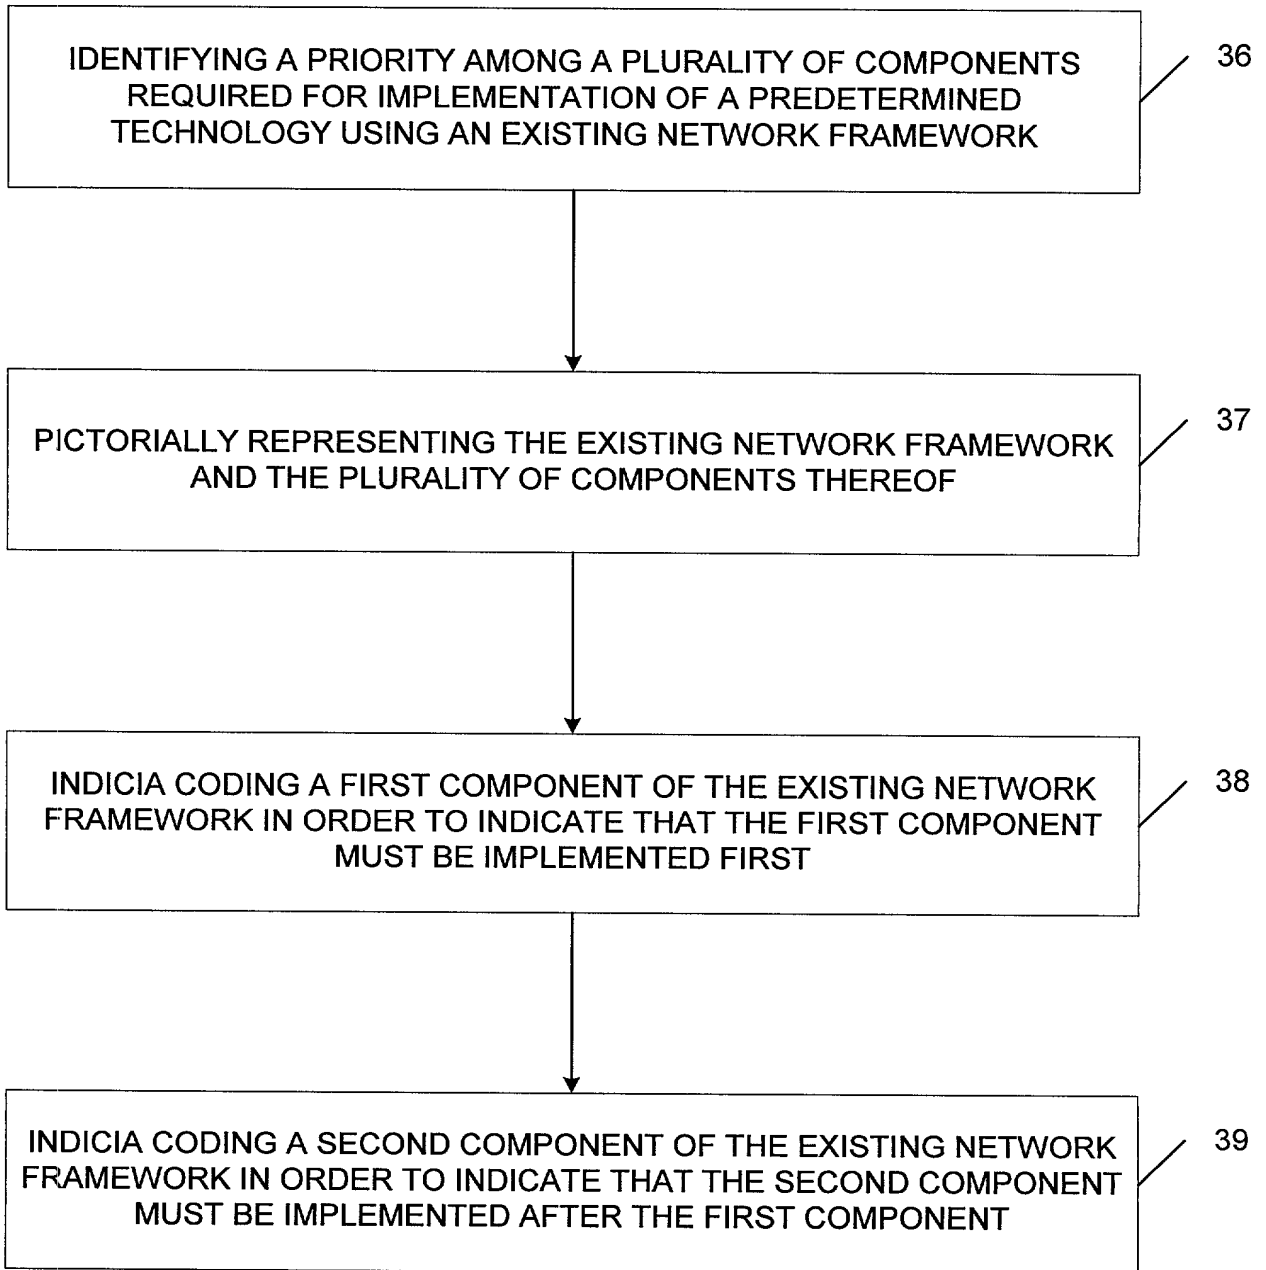 IDENTIFYING A PRIORITY AMONG A PLURALITY OF COMPONENTS
REQUIRED FOR IMPLEMENTATION OF A PREDETERMINED
TECHNOLOGY USING AN EXISTING NETWORK FRAMEWORK
36
PICTORIALLY REPRESENTING THE EXISTING NETWORK FRAMEWORK
AND THE PLURALITY OF COMPONENTS THEREOF
37
INDICIA CODING A FIRST COMPONENT OF THE EXISTING NETWORK
FRAMEWORK IN ORDER TO INDICATE THAT THE FIRST COMPONENT
MUST BE IMPLEMENTED FIRST
38
INDICIA CODING A SECOND COMPONENT OF THE EXISTING NETWORK
FRAMEWORK IN ORDER TO INDICATE THAT THE SECOND COMPONENT
MUST BE IMPLEMENTED AFTER THE FIRST COMPONENT
39